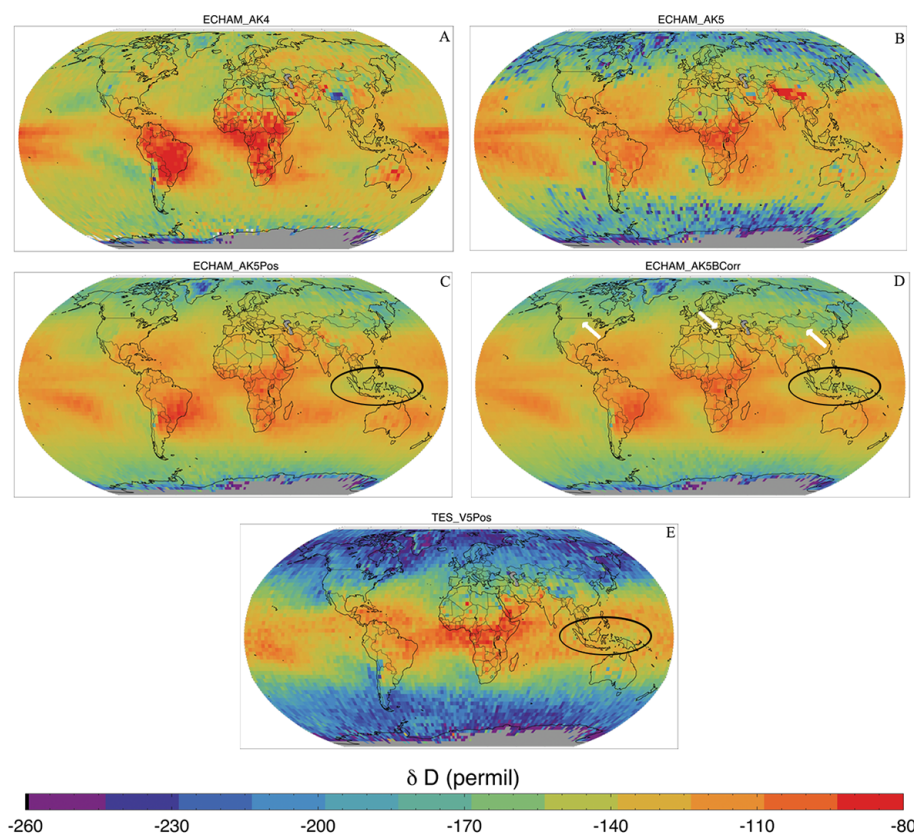 ECHAM_AK4
A
ECHAM_AK5
B
ECHAM_AK5Pos
C
ECHAM_AK5BCorr
D
TES_V5Pos
E
δ D (permil)
-260 -230 -200 -170 -140 -110 -80